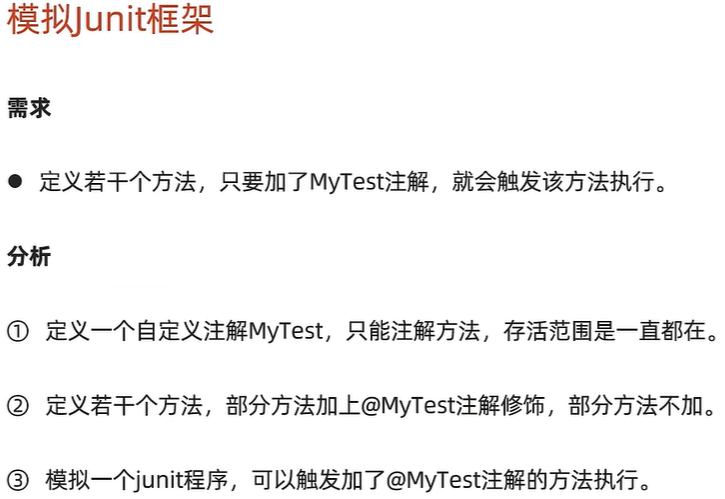 模拟Junit框架
需求
● 定义若干个方法，只要加了MyTest注解，就会触发该方法执行。
分析
① 定义一个自定义注解MyTest，只能注解方法，存活范围是一直都在。
② 定义若干个方法，部分方法加上@MyTest注解修饰，部分方法不加。
③ 模拟一个junit程序，可以触发加了@MyTest注解的方法执行。